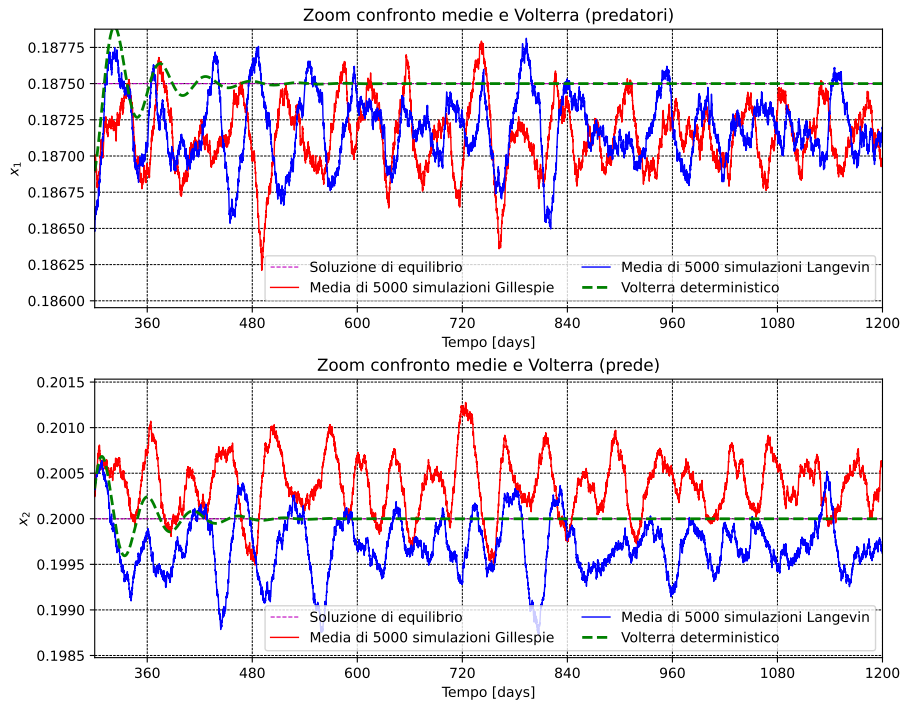 Zoom confronto medie e Volterra (predatori)
0.18775
0.18750
0.18725
0.18700
0.18675
0.18650
0.18625
0.18600
x1
Soluzione di equilibrio
Media di 5000 simulazioni Gillespie
Media di 5000 simulazioni Langevin
Volterra deterministico
360 480 600 720 840 960 1080 1200
Tempo [days]
Zoom confronto medie e Volterra (prede)
0.2015
0.2010
0.2005
0.2000
0.1995
0.1990
0.1985
x2
Soluzione di equilibrio
Media di 5000 simulazioni Gillespie
Media di 5000 simulazioni Langevin
Volterra deterministico
360 480 600 720 840 960 1080 1200
Tempo [days]